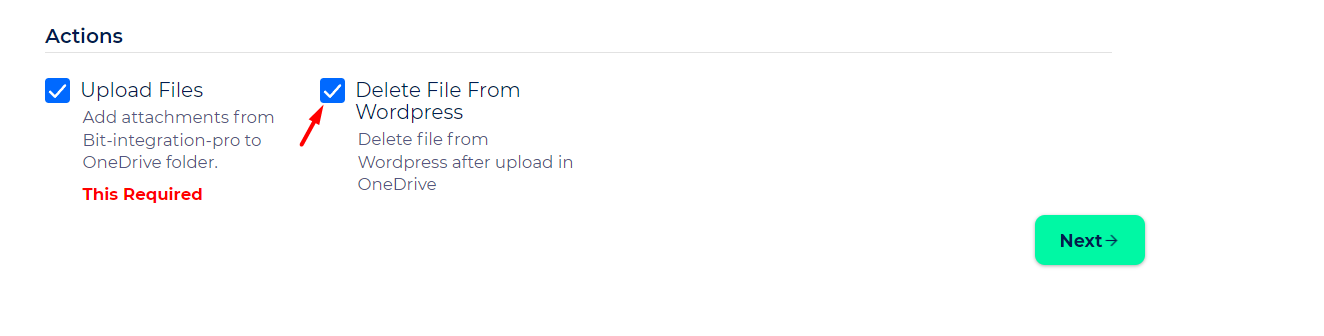 Actions
Upload Files
Add attachments from
Bit-integration-pro to
OneDrive folder.
This Required
Delete File From
Wordpress
Delete file from
Wordpress after upload in
OneDrive
Next→